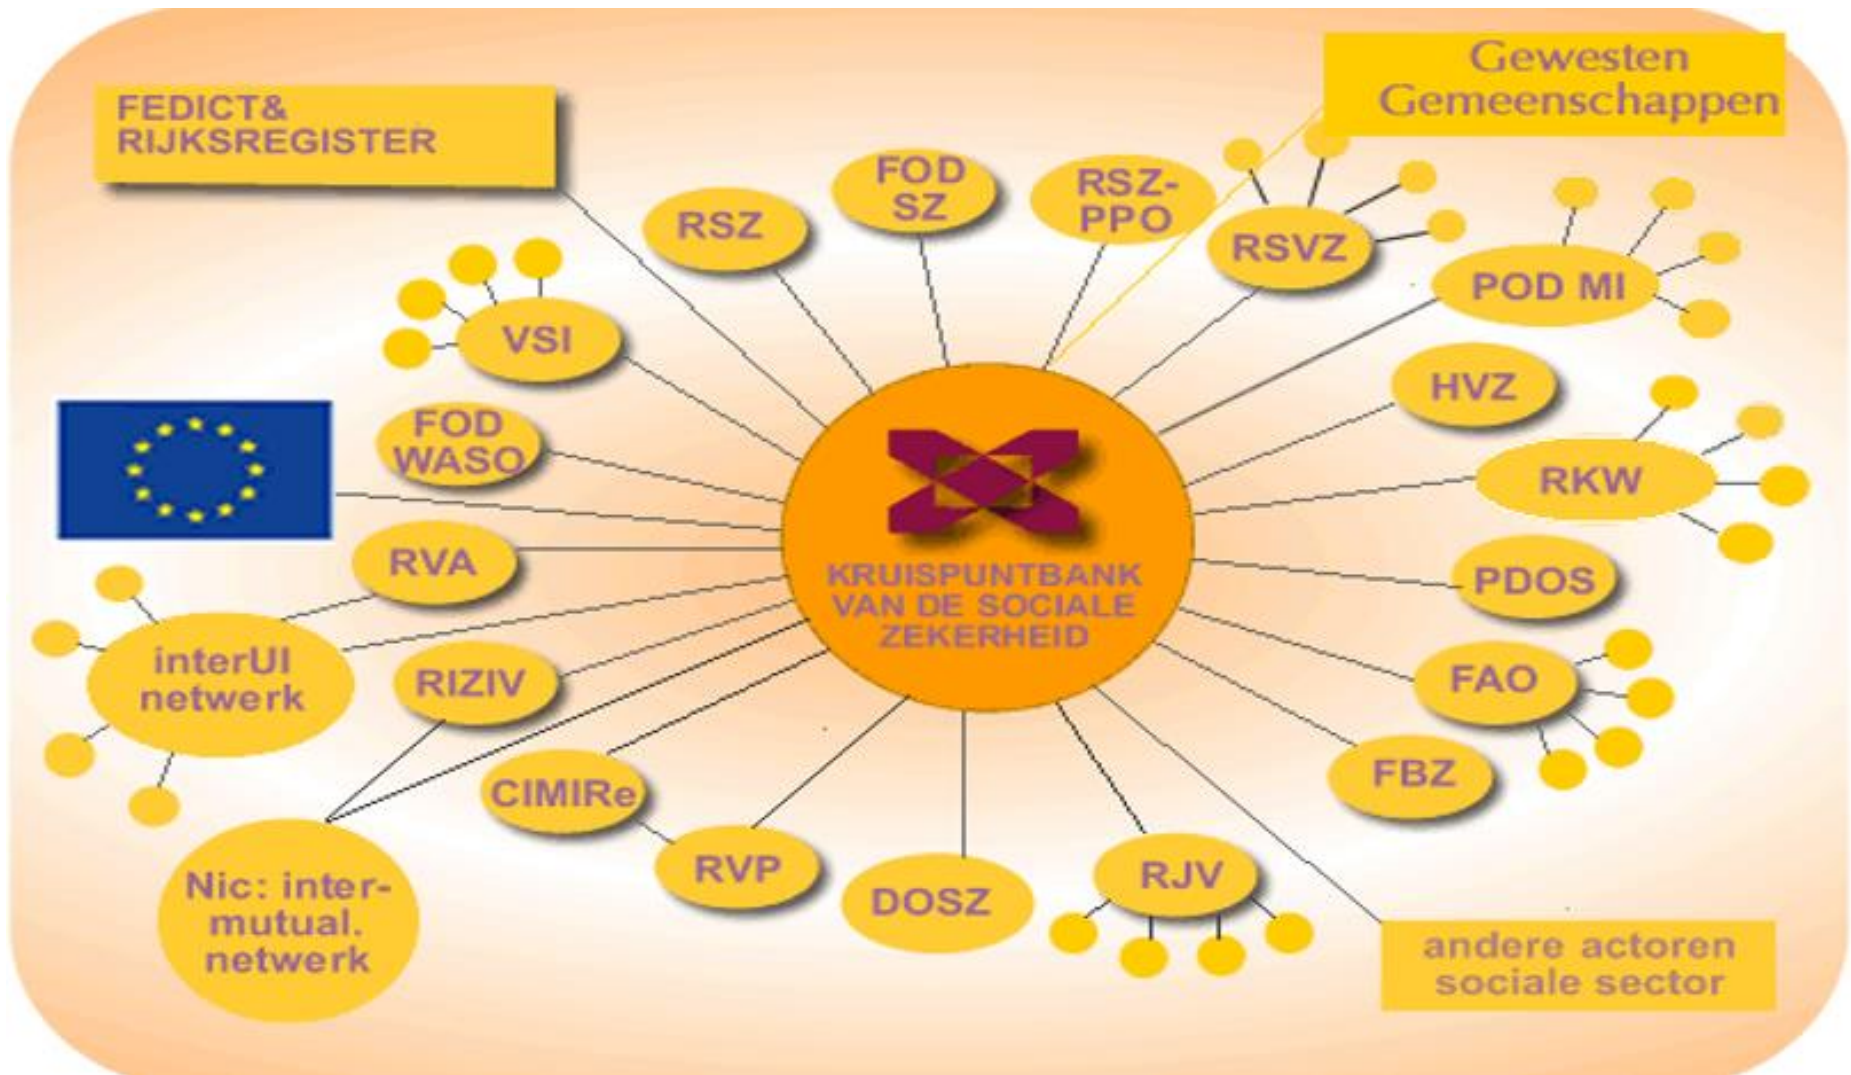 Gewesten
Gemeenschappen
FEDICT&
RIJKSREGISTER
FOD
SZ
RSZ-
PPO
RSZ
RSVZ
POD MI
VSI
HVZ
FOD
WASO
RKW
RVA
KRUISPUNTBANK
VAN DE SOCIALE
ZEKERHEID
PDOS
interUI
netwerk
RIZIV
FAO
CIMIRe
FBZ
RVP
DOSZ
RJV
Nic: inter-
mutual.
netwerk
andere actoren
sociale sector